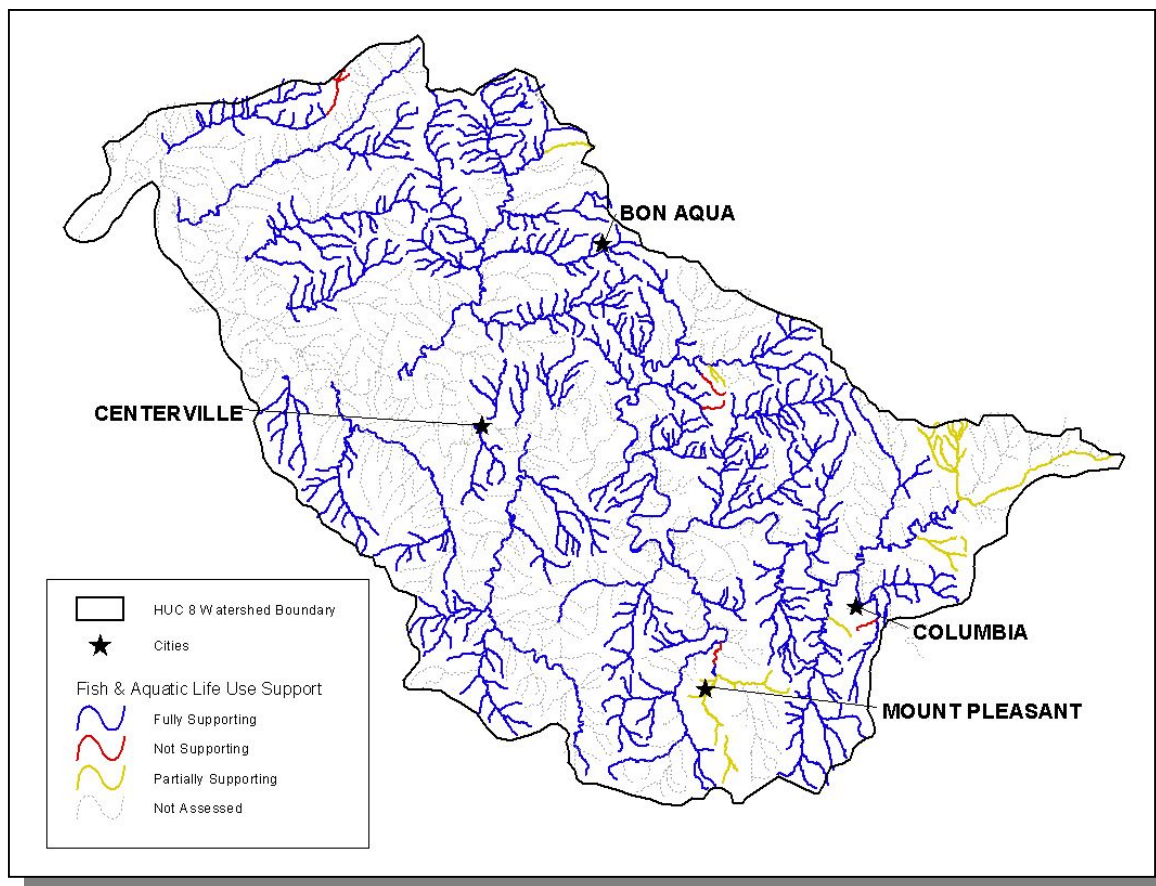 BON AQUA
CENTERVILLE
COLUMBIA
MOUNT PLEASANT
HUC 8 Watershed Boundary
Cities
Fish & Aquatic Life Use Support
Fully Supporting
Not Supporting
Partially Supporting
Not Assessed